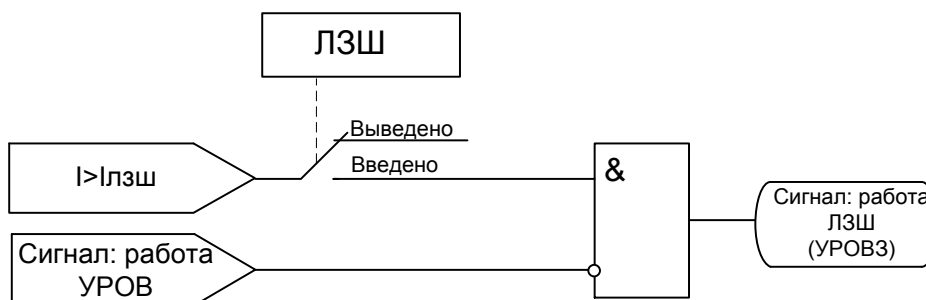 ЛЗШ
Выведено
Введено
I>Iлзш
&
Сигнал: работа
ЛЗШ
(УРОВЗ)
Сигнал: работа
УРОВ